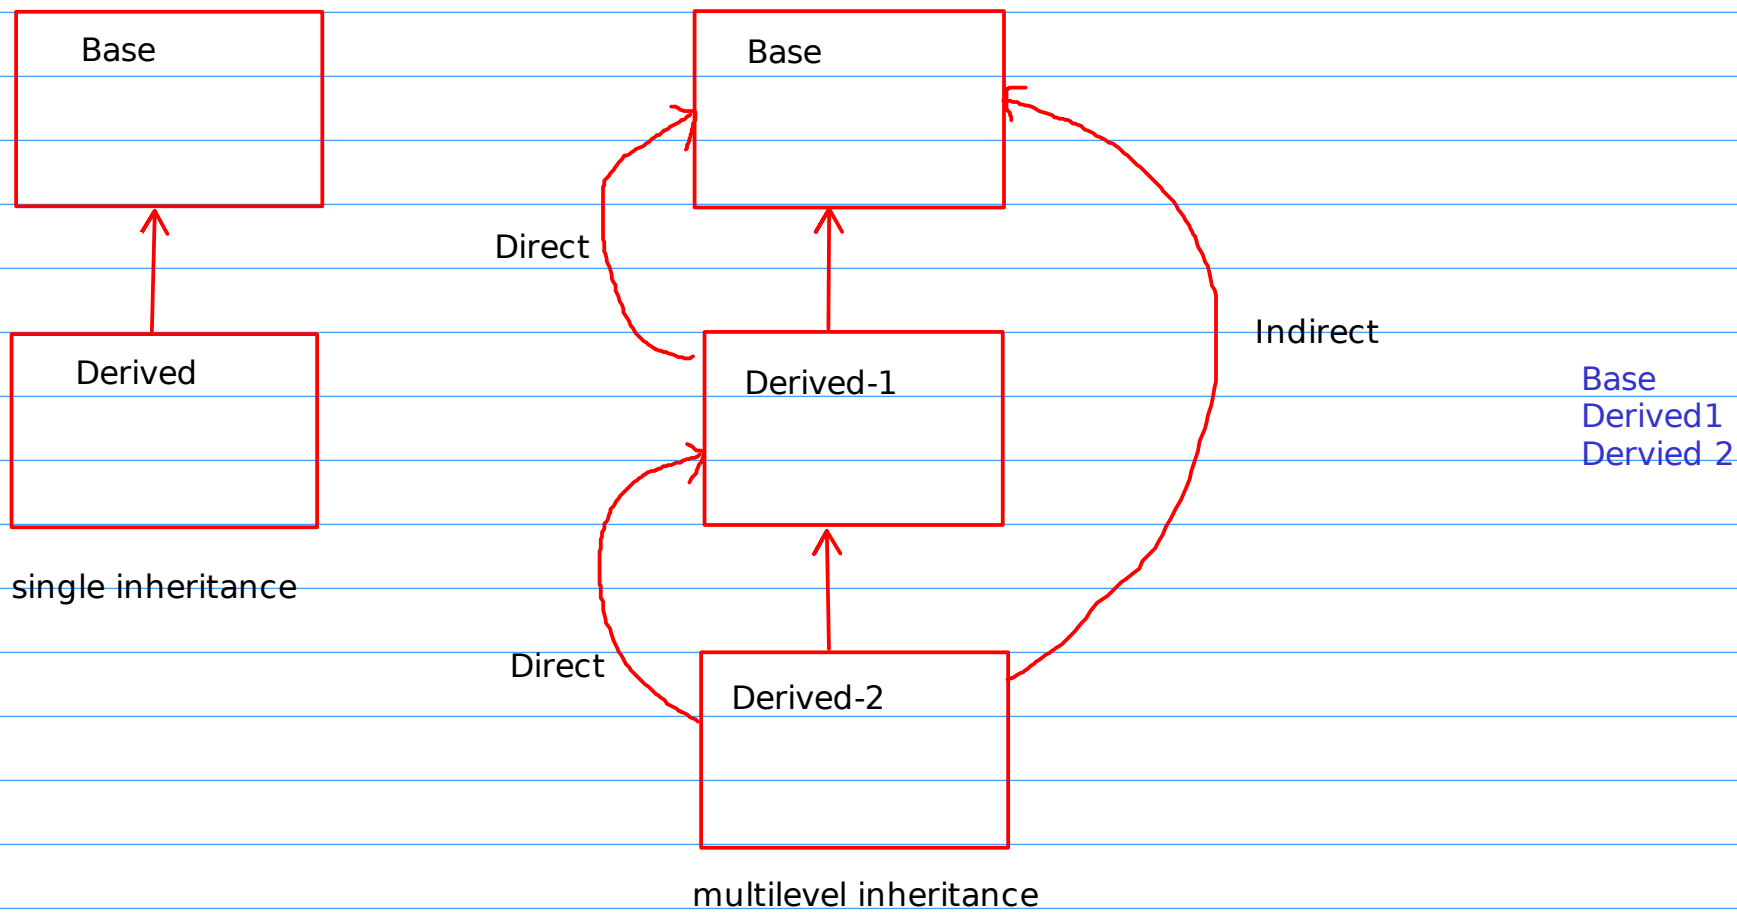 Base
Derived
single inheritance
Base
Direct
Derived-1
Indirect
Direct
Derived-2
multilevel inheritance
Base
Derived1
Dervied 2